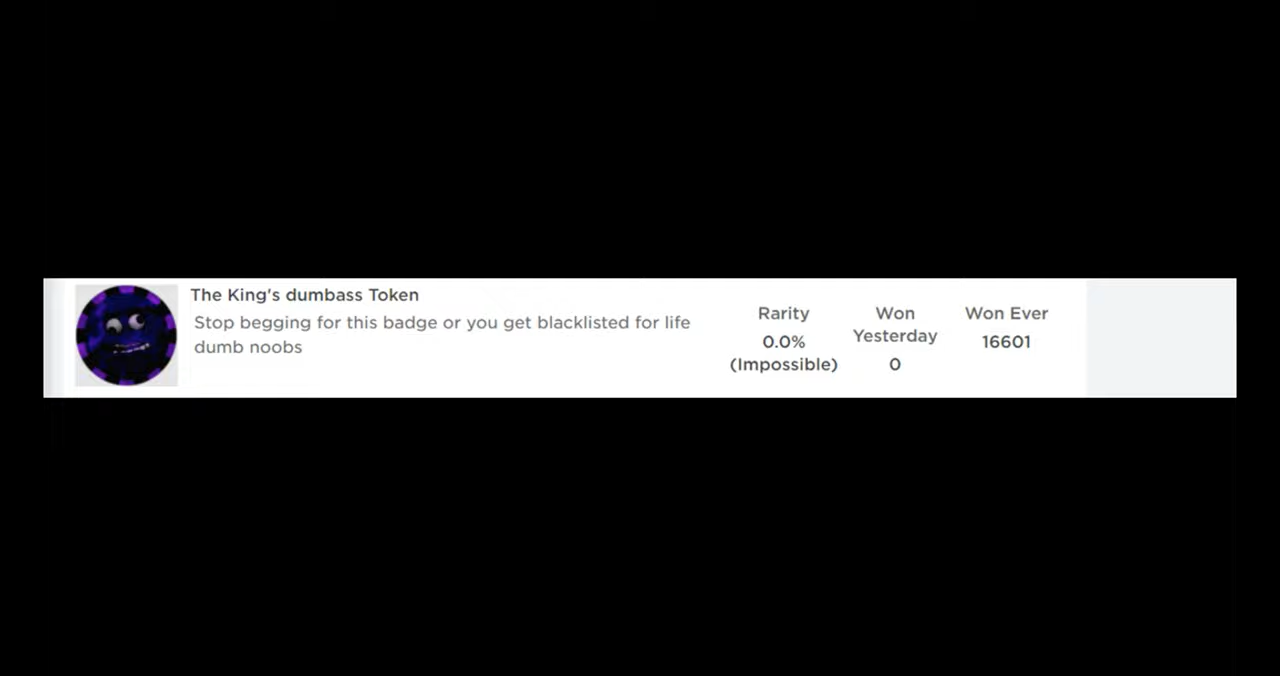 The King's dumbass Token
Stop begging for this badge or you get blacklisted for life
dumb noobs
Rarity
0.0%
(Impossible)
Won
Yesterday
0
Won Ever
16601